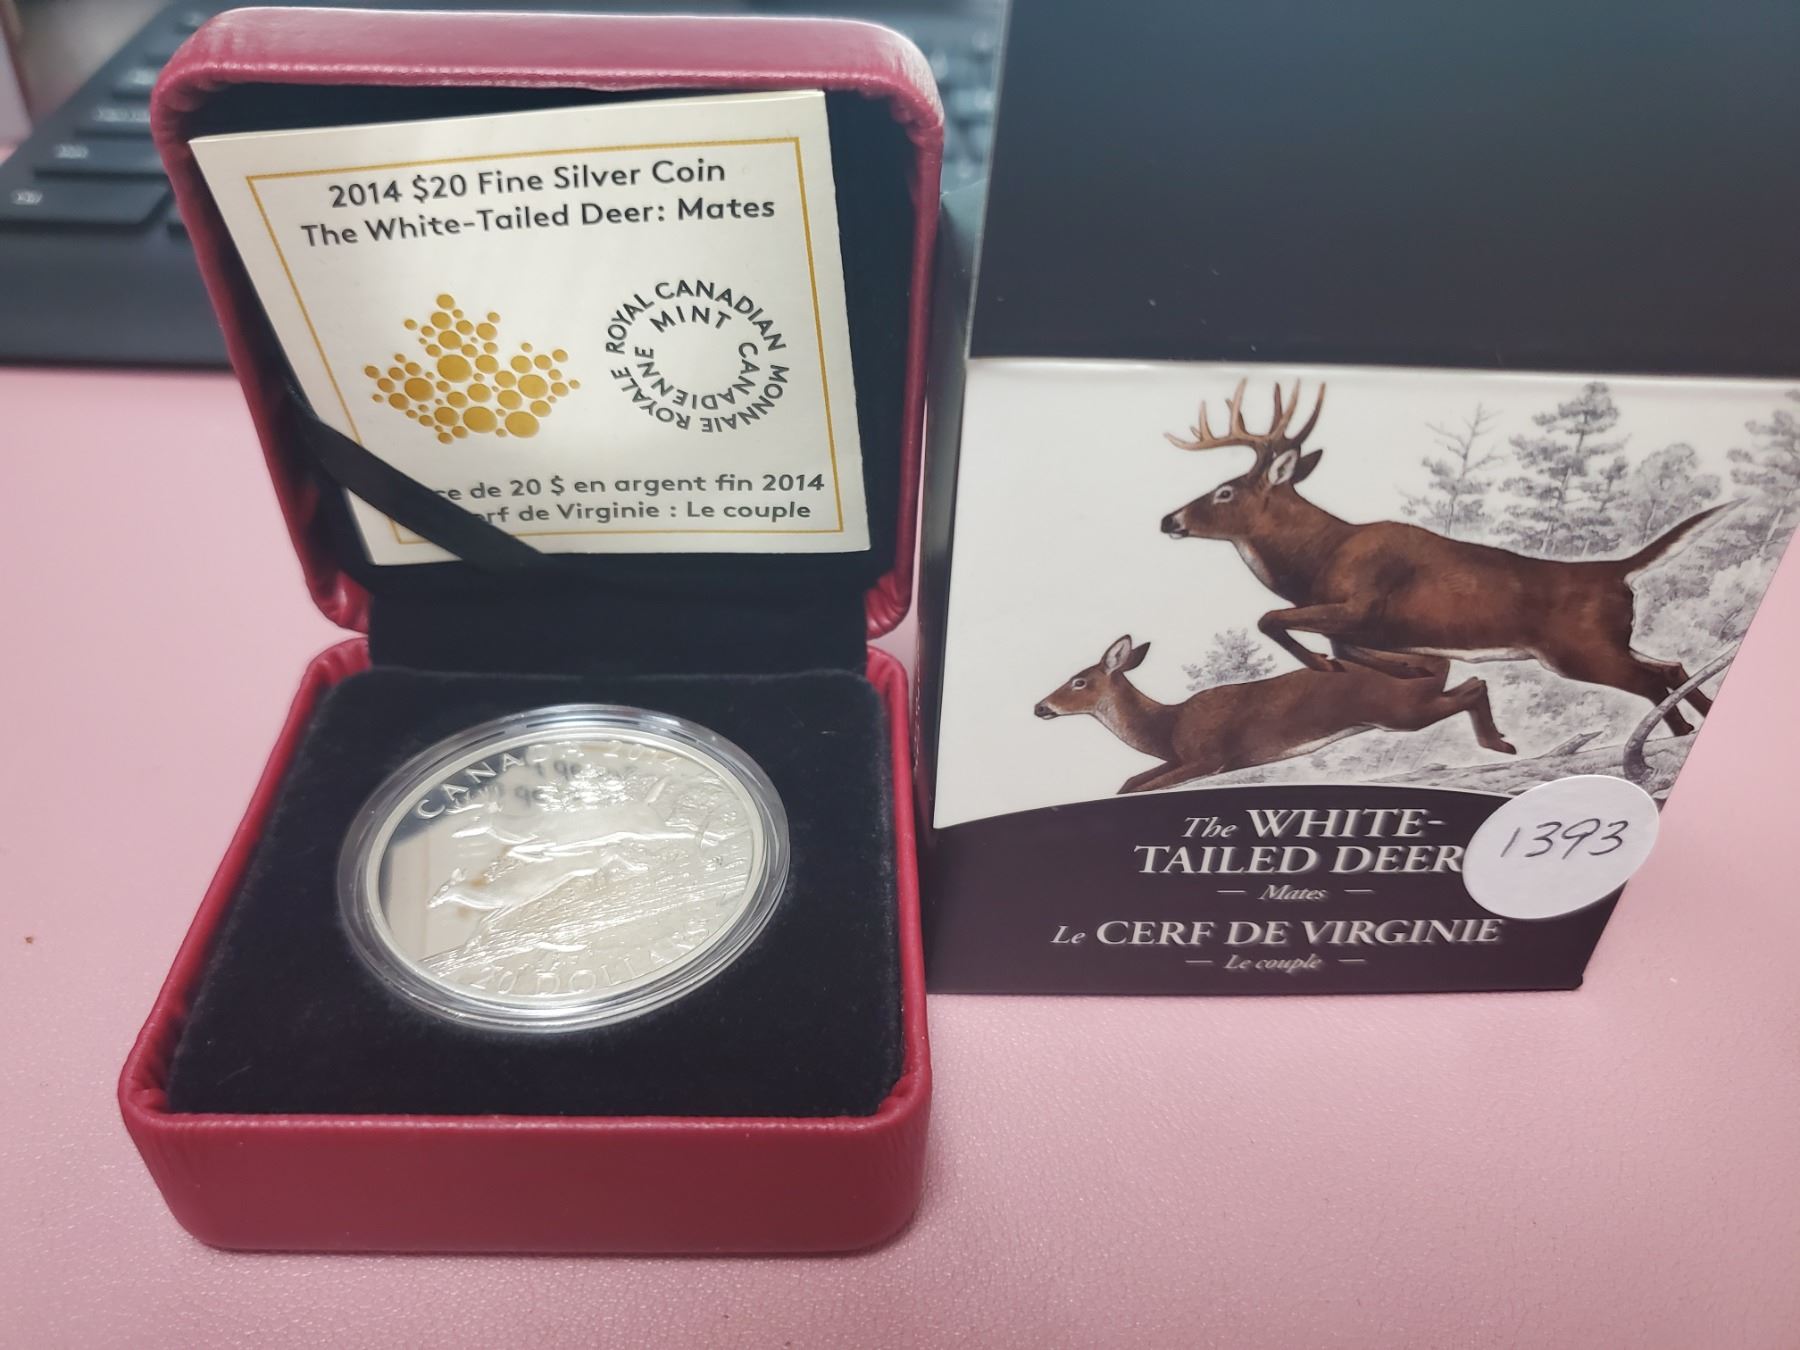 2014 $20 Fine Silver Coin
The White-Tailed Deer: Mates
ROYAL CANADIAN MINT
MONNAIE ROYALE CANADIENNE
de 20 $ en argent fin 2014
de Virginie : Le couple
CANADA 2014
20 DOLLARS
The WHITE-
TAILED DEER
— Mates —
Le CERF DE VIRGINIE
— Le couple —
1393